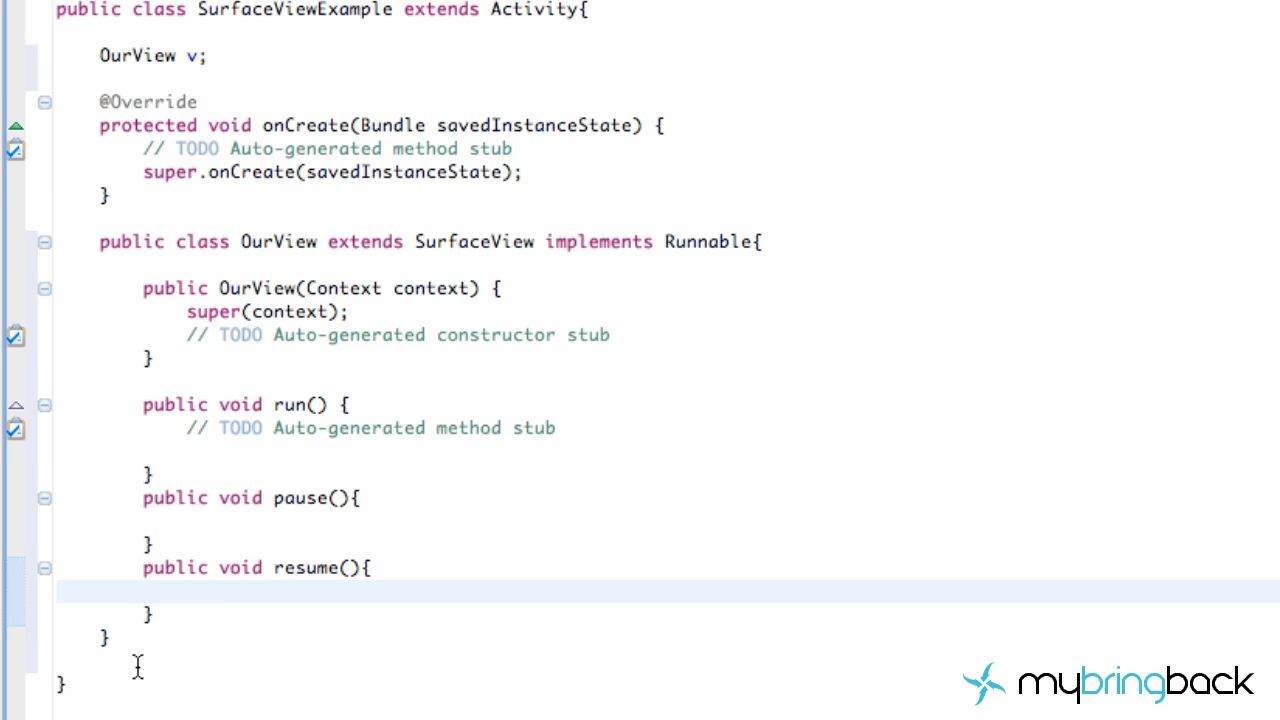 public class SurfaceViewExample extends Activity{
OurView v;
@Override
protected void onCreate(Bundle savedInstanceState) {
// TODO Auto-generated method stub
super.onCreate(savedInstanceState);
}
public class OurView extends SurfaceView implements Runnable{
public OurView(Context context) {
super(context);
// TODO Auto-generated constructor stub
}
public void run() {
// TODO Auto-generated method stub
}
public void pause(){
}
public void resume(){
}
}
}
mybringback